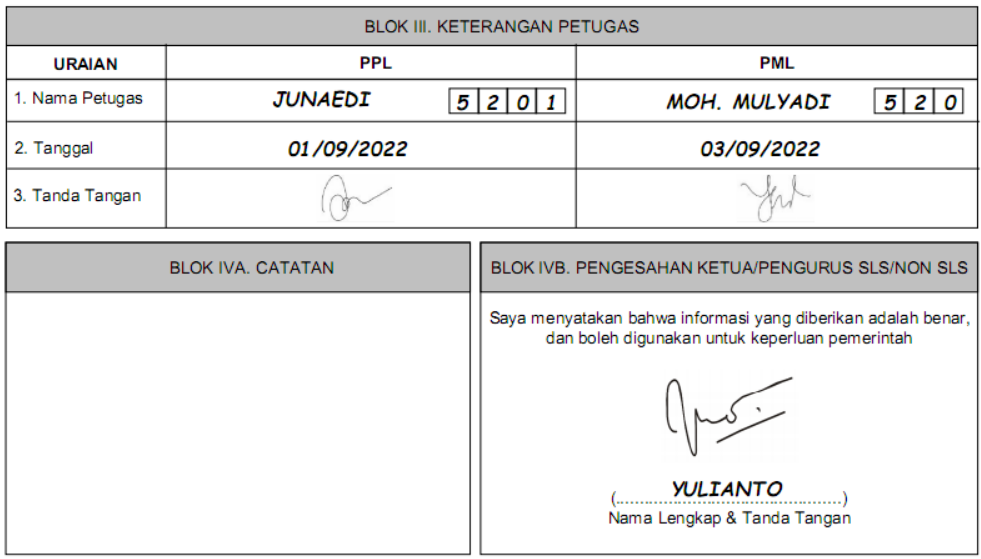 BLOK III. KETERANGAN PETUGAS
URAIAN PPL PML
1. Nama Petugas JUNAEDI 5 2 0 1 MOH. MULYADI 5 2 0
2. Tanggal 01/09/2022 03/09/2022
3. Tanda Tangan
BLOK IVA. CATATAN
BLOK IVB. PENGESAHAN KETUA/PENGURUS SLS/NON SLS
Saya menyatakan bahwa informasi yang diberikan adalah benar,
dan boleh digunakan untuk keperluan pemerintah
YULIANTO
(................................................)
Nama Lengkap & Tanda Tangan